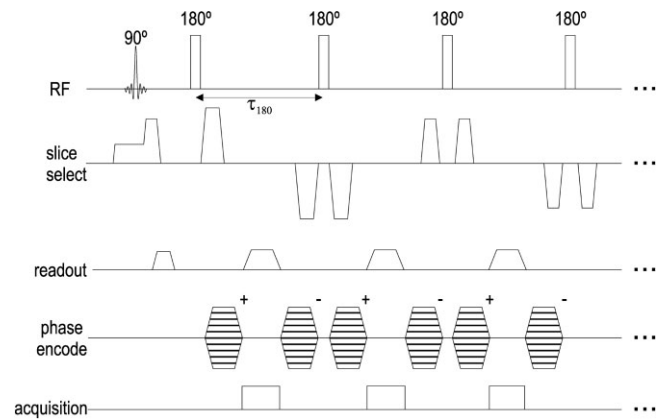 180º 180º 180º 180º
90º
RF
τ180
slice
select
readout
+ - + - + -
phase
encode
acquisition